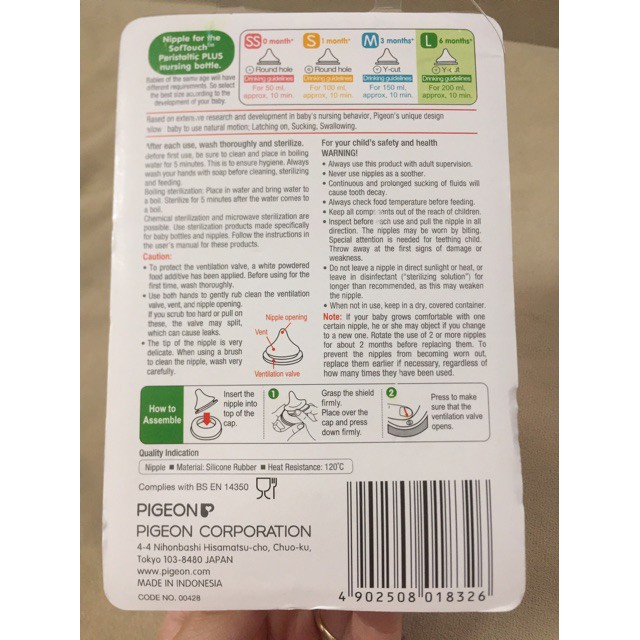 Nipple for the
SofTouch™
Peristaltic PLUS
nursing bottle.
Babies of the same age will have
different requirements. So select
the best size according to the
development of your baby.
SS 0 month+
Round hole
Drinking guidelines
For 50 ml,
approx, 10 min.
S 1 month+
Round hole
Drinking guidelines
For 100 ml,
approx, 10 min.
M 3 months+
Y-cut
Drinking guidelines
For 150 ml,
approx, 10 min.
L 6 months+
Y-cut
Drinking guidelines
For 200 ml,
approx, 10 min.
Based on extensive research and development in baby's nursing behavior, Pigeon's unique design
allow baby to use natural motion; Latching on, Sucking, Swallowing.
After each use, wash thoroughly and sterilize.
Before first use, be sure to clean and place in boiling
water for 5 minutes. This is to ensure hygiene. Always
wash your hands with soap before cleaning, sterilizing
and feeding.
Boiling sterilization: Place in water and bring water to
a boil. Sterilize for 5 minutes after the water comes to
a boil.
Chemical sterilization and microwave sterilization are
possible. Use sterilization products made specifically
for baby bottles and nipples. Follow the instructions in
the user's manual for these products.
Caution:
• To protect the ventilation valve, a white powdered
food additive has been applied. Before using for the
first time, wash thoroughly.
• Use both hands to gently rub clean the ventilation
valve, vent, and nipple opening.
If you scrub too hard or pull on
these, the valve may split,
which can cause leaks.
• The tip of the nipple is very
delicate. When using a brush
to clean the nipple, wash very
carefully.
Nipple opening
Vent
Ventilation valve
For your child's safety and health
WARNING!
• Always use this product with adult supervision.
• Never use nipples as a soother.
• Continuous and prolonged sucking of fluids will
cause tooth decay.
• Always check food temperature before feeding.
• Keep all components out of the reach of children.
• Inspect before each use and pull the nipple in all
direction. The nipples may be worn by biting.
Special attention is needed for teething child.
Throw away at the first signs of damage or
weakness.
• Do not leave a nipple in direct sunlight or heat, or
leave in disinfectant ("sterilizing solution") for
longer than recommended, as this may weaken
the nipple.
• When not in use, keep in a dry, covered container.
Note: If your baby grows comfortable with one
certain nipple, he or she may object if you change
to a new one. Rotate the use of 2 or more nipples
for about 2 months before replacing them. To
prevent the nipples from becoming worn out,
replace them earlier if necessary, regardless of
how many times they have been used.
How to
Assemble
Insert the
nipple into
top of the
cap.
1
Grasp the shield
firmly.
Place over the
cap and press
down firmly.
2
Press to make
sure that the
ventilation valve
opens.
Quality Indication
Nipple ■ Material: Silicone Rubber ■ Heat Resistance: 120˚C
Complies with BS EN 14350
PIGEON
PIGEON CORPORATION
4-4 Nihonbashi Hisamatsu-cho, Chuo-ku,
Tokyo 103-8480 JAPAN
www.pigeon.com
MADE IN INDONESIA
CODE NO. 00428
4 902508 018326